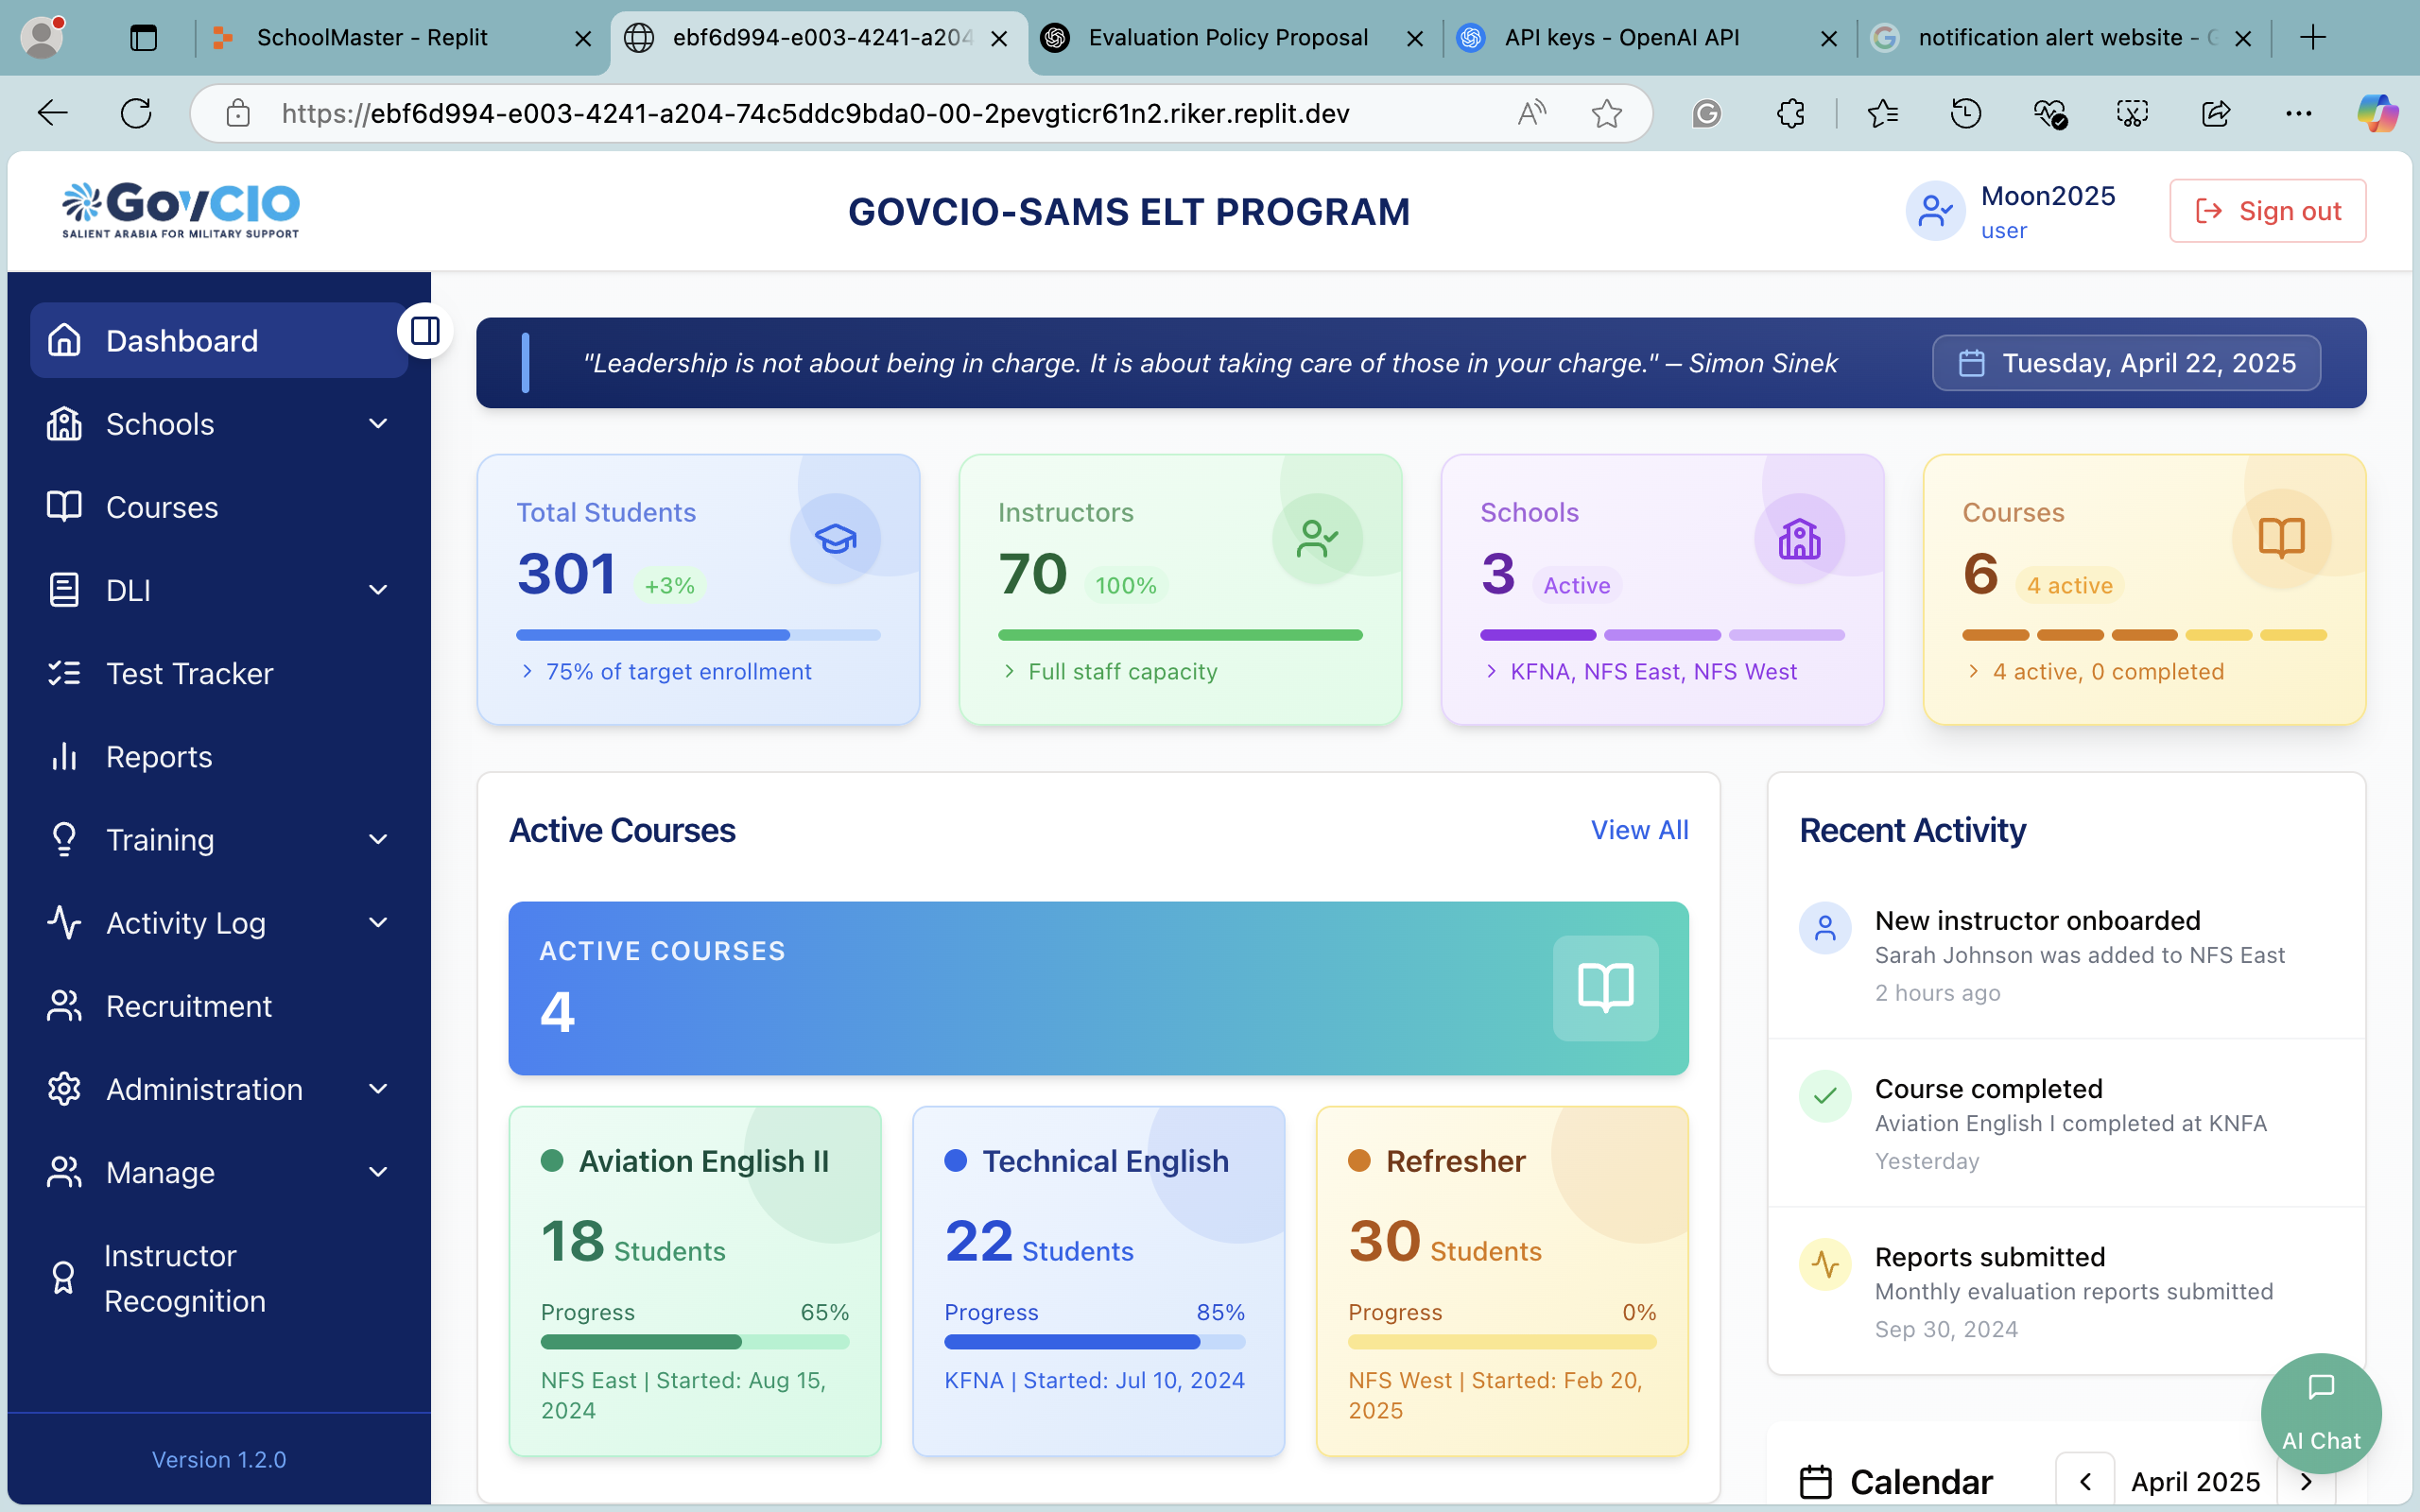 SchoolMaster - Replit
ebf6d994-e003-4241-a204
Evaluation Policy Proposal
API keys - OpenAI API
notification alert website - G
https://ebf6d994-e003-4241-a204-74c5ddc9bda0-00-2pevgticr61n2.riker.replit.dev
GovCIO
SALIENT ARABIA FOR MILITARY SUPPORT
GOVCIO-SAMS ELT PROGRAM
Moon2025
user
Sign out
Dashboard
Schools
Courses
DLI
Test Tracker
Reports
Training
Activity Log
Recruitment
Administration
Manage
Instructor
Recognition
Version 1.2.0
"Leadership is not about being in charge. It is about taking care of those in your charge." — Simon Sinek
Tuesday, April 22, 2025
Total Students
301 +3%
75% of target enrollment
Instructors
70 100%
Full staff capacity
Schools
3 Active
KFNA, NFS East, NFS West
Courses
6 4 active
4 active, 0 completed
Active Courses
View All
ACTIVE COURSES
4
Aviation English II
18 Students
Progress 65%
NFS East | Started: Aug 15,
2024
Technical English
22 Students
Progress 85%
KFNA | Started: Jul 10, 2024
Refresher
30 Students
Progress 0%
NFS West | Started: Feb 20,
2025
Recent Activity
New instructor onboarded
Sarah Johnson was added to NFS East
2 hours ago
Course completed
Aviation English I completed at KNFA
Yesterday
Reports submitted
Monthly evaluation reports submitted
Sep 30, 2024
AI Chat
Calendar
April 2025